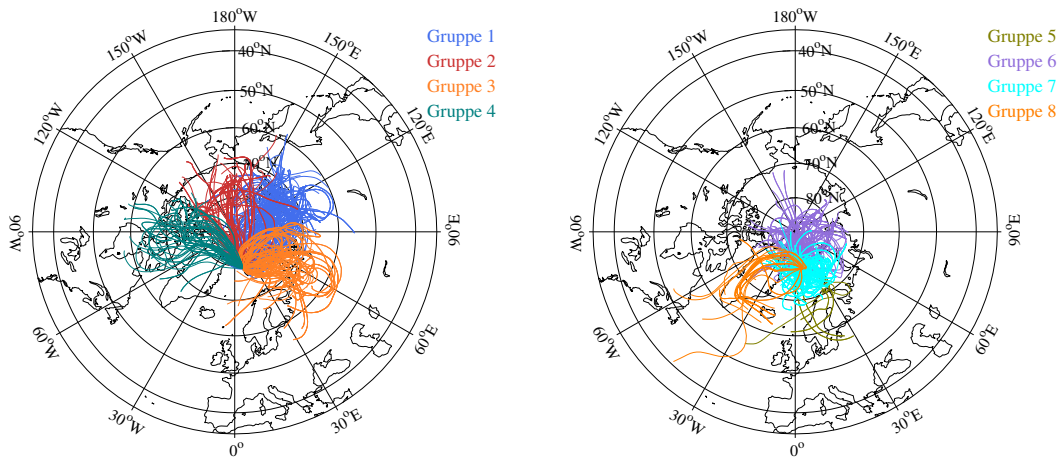 180°
150°W
150°E
Gruppe 1
Gruppe 2
Gruppe 3
Gruppe 4
40°N
50°N
60°N
70°N
120°W
120°E
90°W
90°E
60°W
60°E
30°W
30°E
0°
180°
150°W
150°E
Gruppe 5
Gruppe 6
Gruppe 7
Gruppe 8
40°N
50°N
60°N
70°N
80°N
120°W
120°E
90°W
90°E
60°W
60°E
30°W
30°E
0°